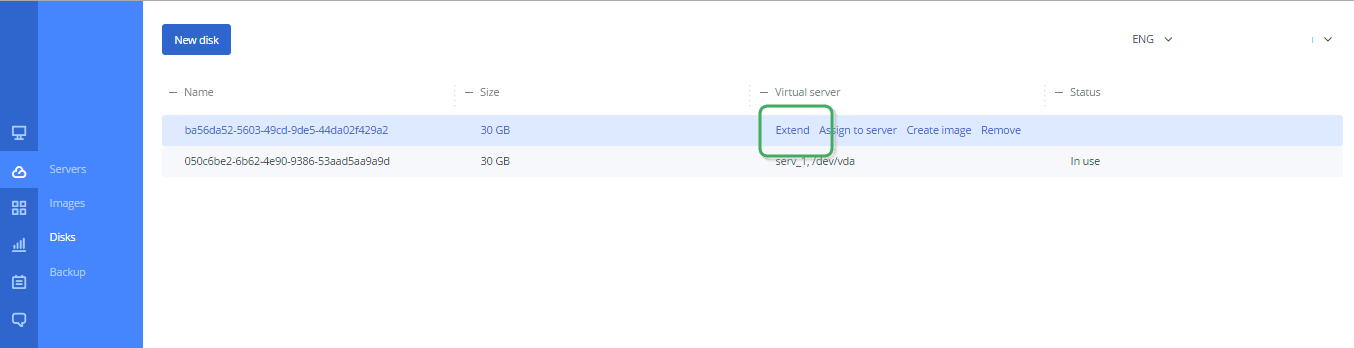 New disk
ENG
Name Size Virtual server Status
ba56da52-5603-49cd-9de5-44da02f429a2 30 GB Extend Assign to server Create image Remove
050c6be2-6b62-4e90-9386-53aad5aa9a9d 30 GB serv_1, /dev/vda In use
Servers
Images
Disks
Backup